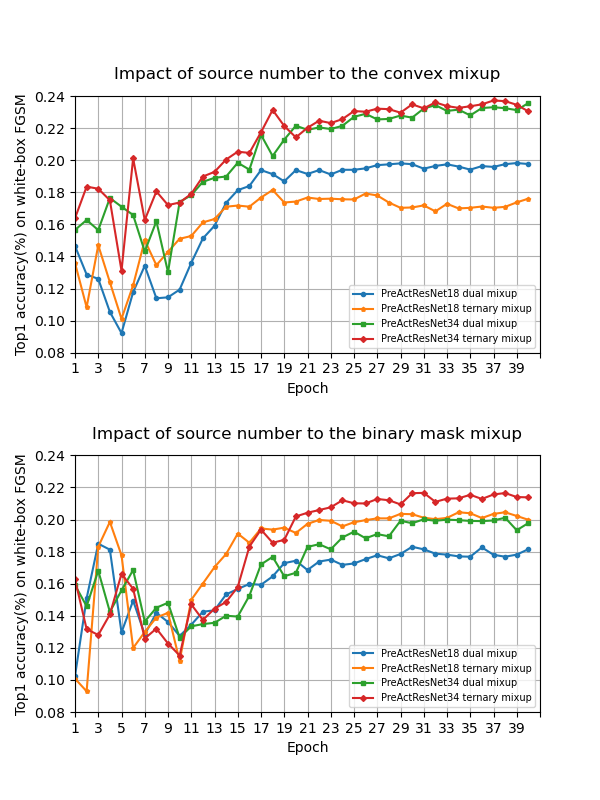 Impact of source number to the convex mixup
Top1 accuracy(%) on white-box FGSM
0.24
0.22
0.20
0.18
0.16
0.14
0.12
0.10
0.08
PreActResNet18 dual mixup
PreActResNet18 ternary mixup
PreActResNet34 dual mixup
PreActResNet34 ternary mixup
1 3 5 7 9 11 13 15 17 19 21 23 25 27 29 31 33 35 37 39
Epoch
Impact of source number to the binary mask mixup
Top1 accuracy(%) on white-box FGSM
0.24
0.22
0.20
0.18
0.16
0.14
0.12
0.10
0.08
PreActResNet18 dual mixup
PreActResNet18 ternary mixup
PreActResNet34 dual mixup
PreActResNet34 ternary mixup
1 3 5 7 9 11 13 15 17 19 21 23 25 27 29 31 33 35 37 39
Epoch